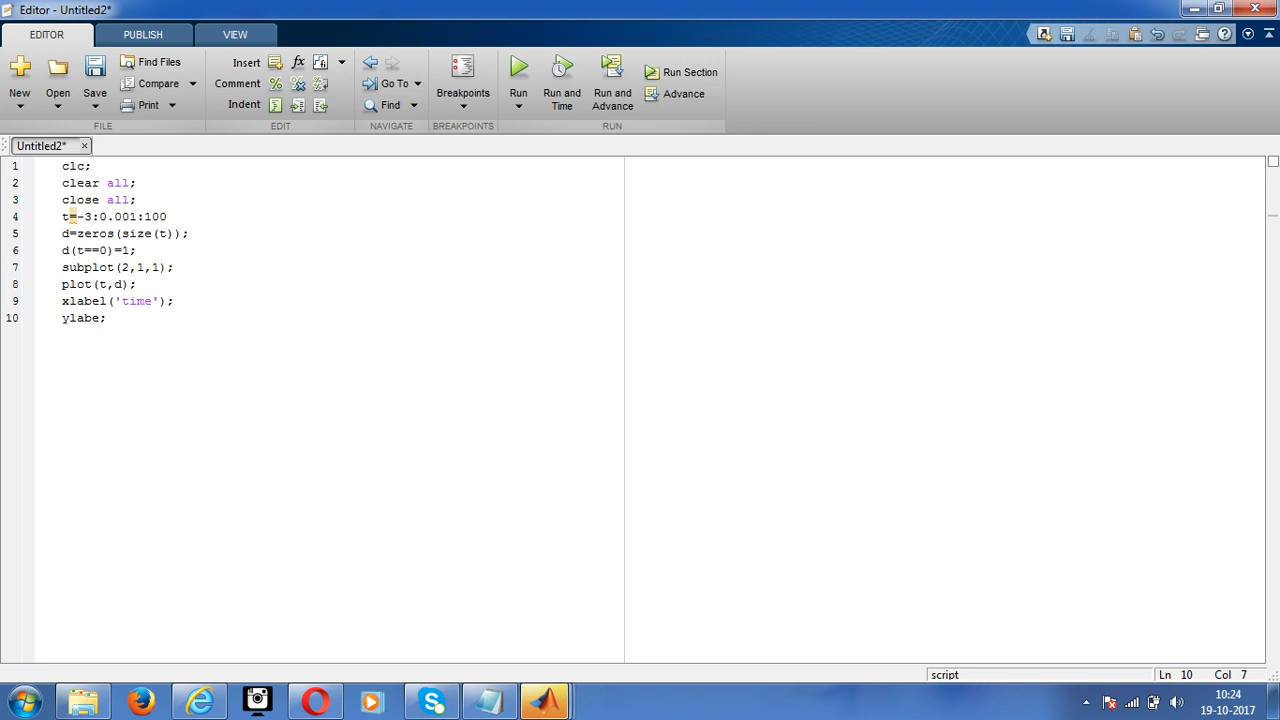 Editor - Untitled2*
EDITOR PUBLISH VIEW
New Open Save Find Files Compare Print
FILE
Insert fx
Comment
Indent
EDIT
Go To
Find
NAVIGATE
Breakpoints
BREAKPOINTS
Run Run and Time Run and Advance Run Section Advance
RUN
Untitled2* ×
1 clc;
2 clear all;
3 close all;
4 t=-3:0.001:100
5 d=zeros(size(t));
6 d(t==0)=1;
7 subplot(2,1,1);
8 plot(t,d);
9 xlabel('time');
10 ylabe;
script Ln 10 Col 7
10:24
19-10-2017